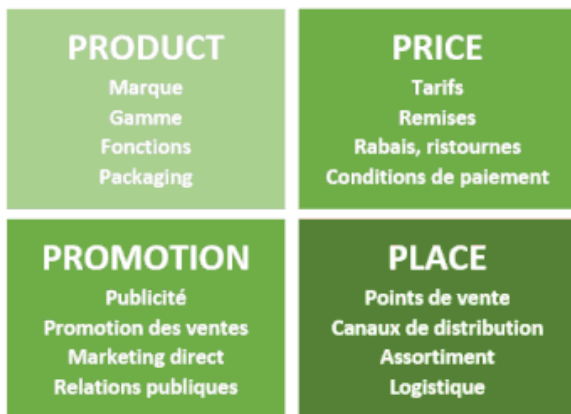 PRODUCT
Marque
Gamme
Fonctions
Packaging
PRICE
Tarifs
Remises
Rabais, ristournes
Conditions de paiement
PROMOTION
Publicité
Promotion des ventes
Marketing direct
Relations publiques
PLACE
Points de vente
Canaux de distribution
Assortiment
Logistique